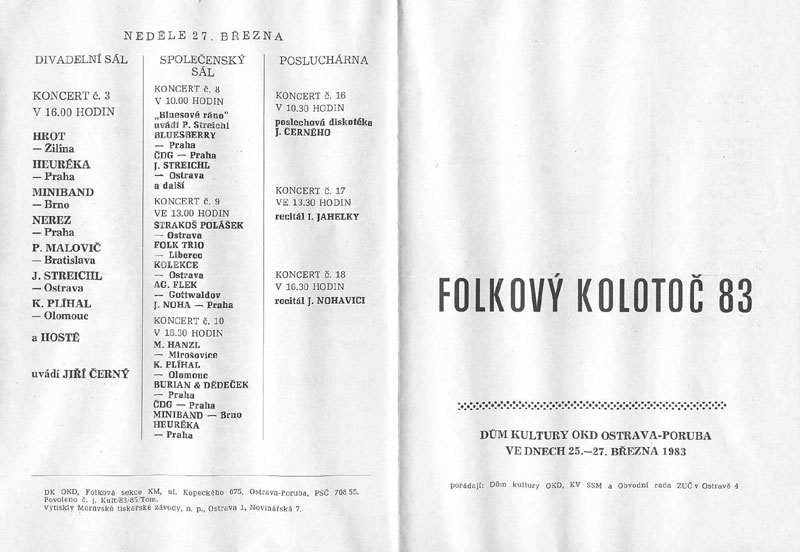 NEDĚLE 27. BŘEZNA
DIVADELNÍ SÁL
KONCERT č. 3
V 16.00 HODIN
HROT
— Žilina
HEURÉKA
— Praha
MINIBAND
— Brno
NEREZ
— Praha
P. MALOVIČ
— Bratislava
J. STREICHL
— Ostrava
K. PLÍHAL
— Olomouc
a HOSTÉ
uvádí JIŘÍ ČERNÝ
SPOLEČENSKÝ
SÁL
KONCERT č. 8
V 10.00 HODIN
„Bluesové ráno"
uvádí P. Streichl
BLUESBERRY
— Praha
ČDG — Praha
J. STREICHL
— Ostrava
a další
KONCERT č. 9
VE 13.00 HODIN
STRAKOŠ POLÁŠEK
— Ostrava
FOLK TRIO
— Liberec
KOLEKCE
— Ostrava
AG. FLEK
— Gottwaldov
J. NOHA — Praha
KONCERT č. 10
V 16.30 HODIN
M. HANZL
— Mirošovice
K. PLÍHAL
— Olomouc
BURIAN & DĚDEČEK
— Praha
ČDG — Praha
MINIBAND — Brno
HEURÉKA
— Praha
POSLUCHÁRNA
KONCERT č. 16
V 10.30 HODIN
poslechová diskotéka
J. ČERNÉHO
KONCERT č. 17
VE 13.30 HODIN
recitál I. JAHELKY
KONCERT č. 18
V 16.30 HODIN
recitál J. NOHAVICI
DK OKD, Folková sekce KM, ul. Kopeckého 675, Ostrava-Poruba, PSČ 708 55.
Povoleno č. j. Kult/83/85/Tom.
Vytiskly Moravské tiskařské závody, n. p., Ostrava 1, Novinářská 7.
FOLKOVÝ KOLOTOČ 83
DŮM KULTURY OKD OSTRAVA-PORUBA
VE DNECH 25.—27. BŘEZNA 1983
pořádají: Dům kultury OKD, KV SSM a Obvodní rada ZUČ v Ostravě 4